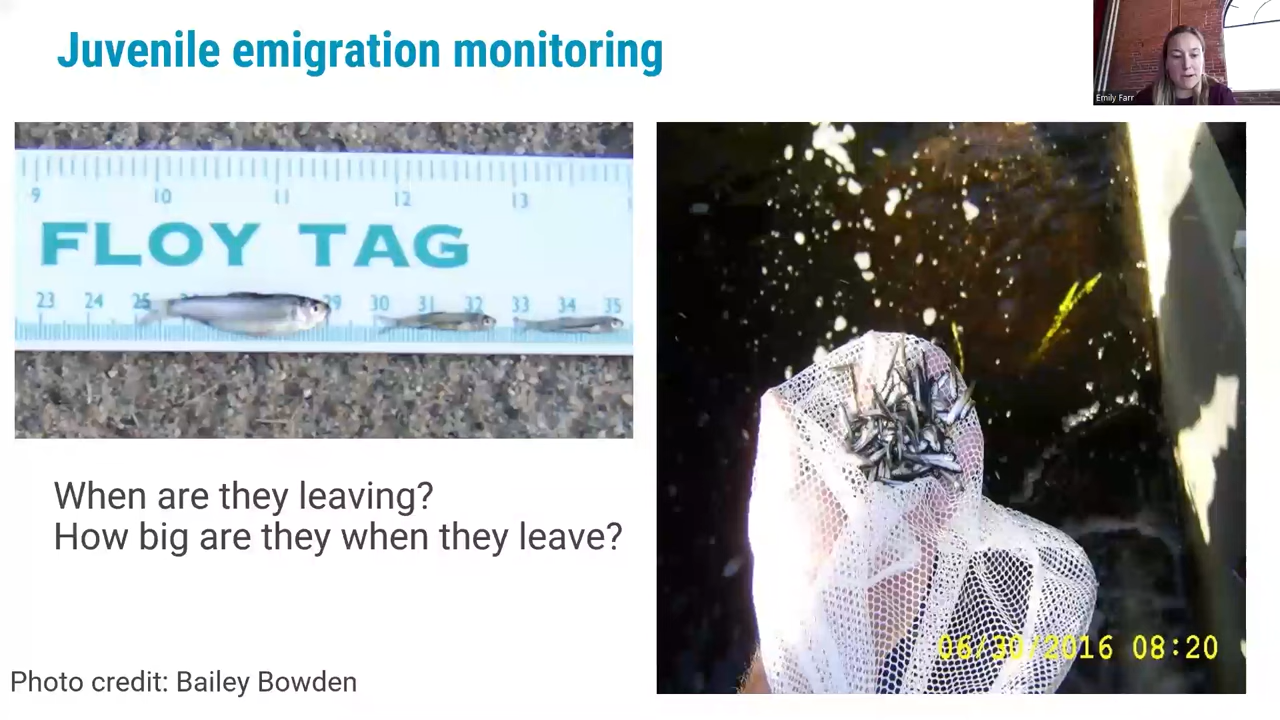 Juvenile emigration monitoring
Emily Farr
9 10 11 12 13
FLOY TAG
23 24 25 29 30 31 32 33 34 35
When are they leaving?
How big are they when they leave?
06/30/2016 08:20
Photo credit: Bailey Bowden